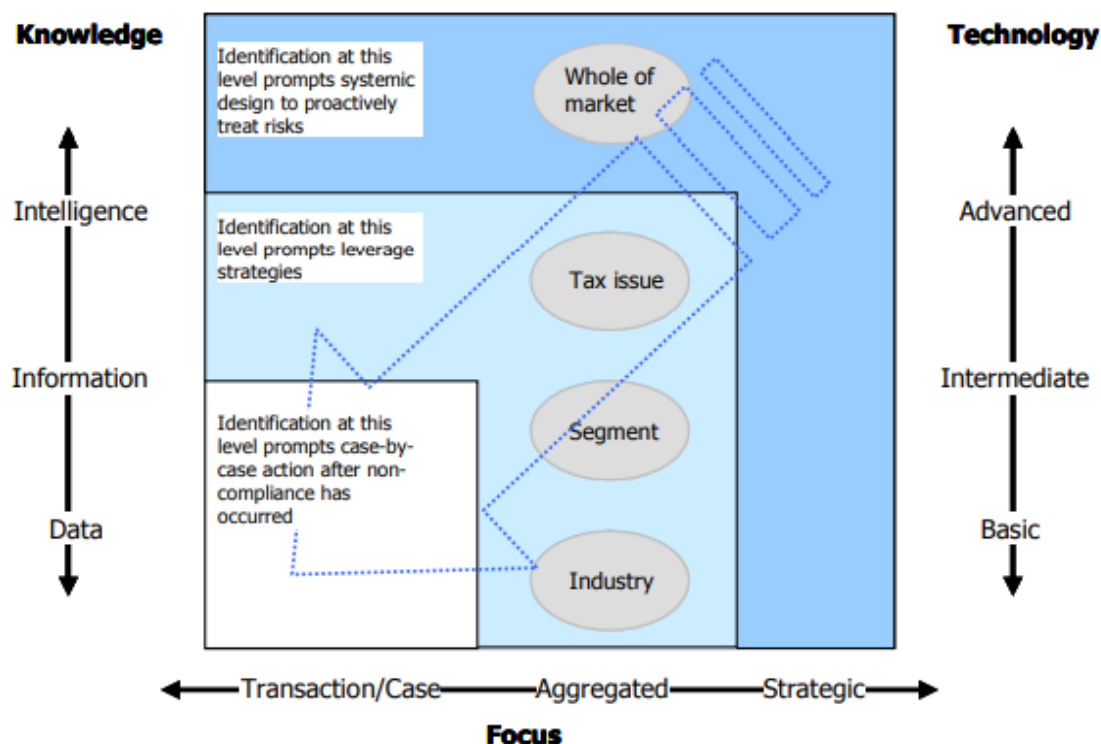 Knowledge
Technology
Identification at this
level prompts systemic
design to proactively
treat risks
Whole of
market
Intelligence
Advanced
Identification at this
level prompts leverage
strategies
Tax issue
Information
Intermediate
Identification at this
level prompts case-by-
case action after non-
compliance has
occurred
Segment
Data
Basic
Industry
Transaction/Case
Aggregated
Strategic
Focus